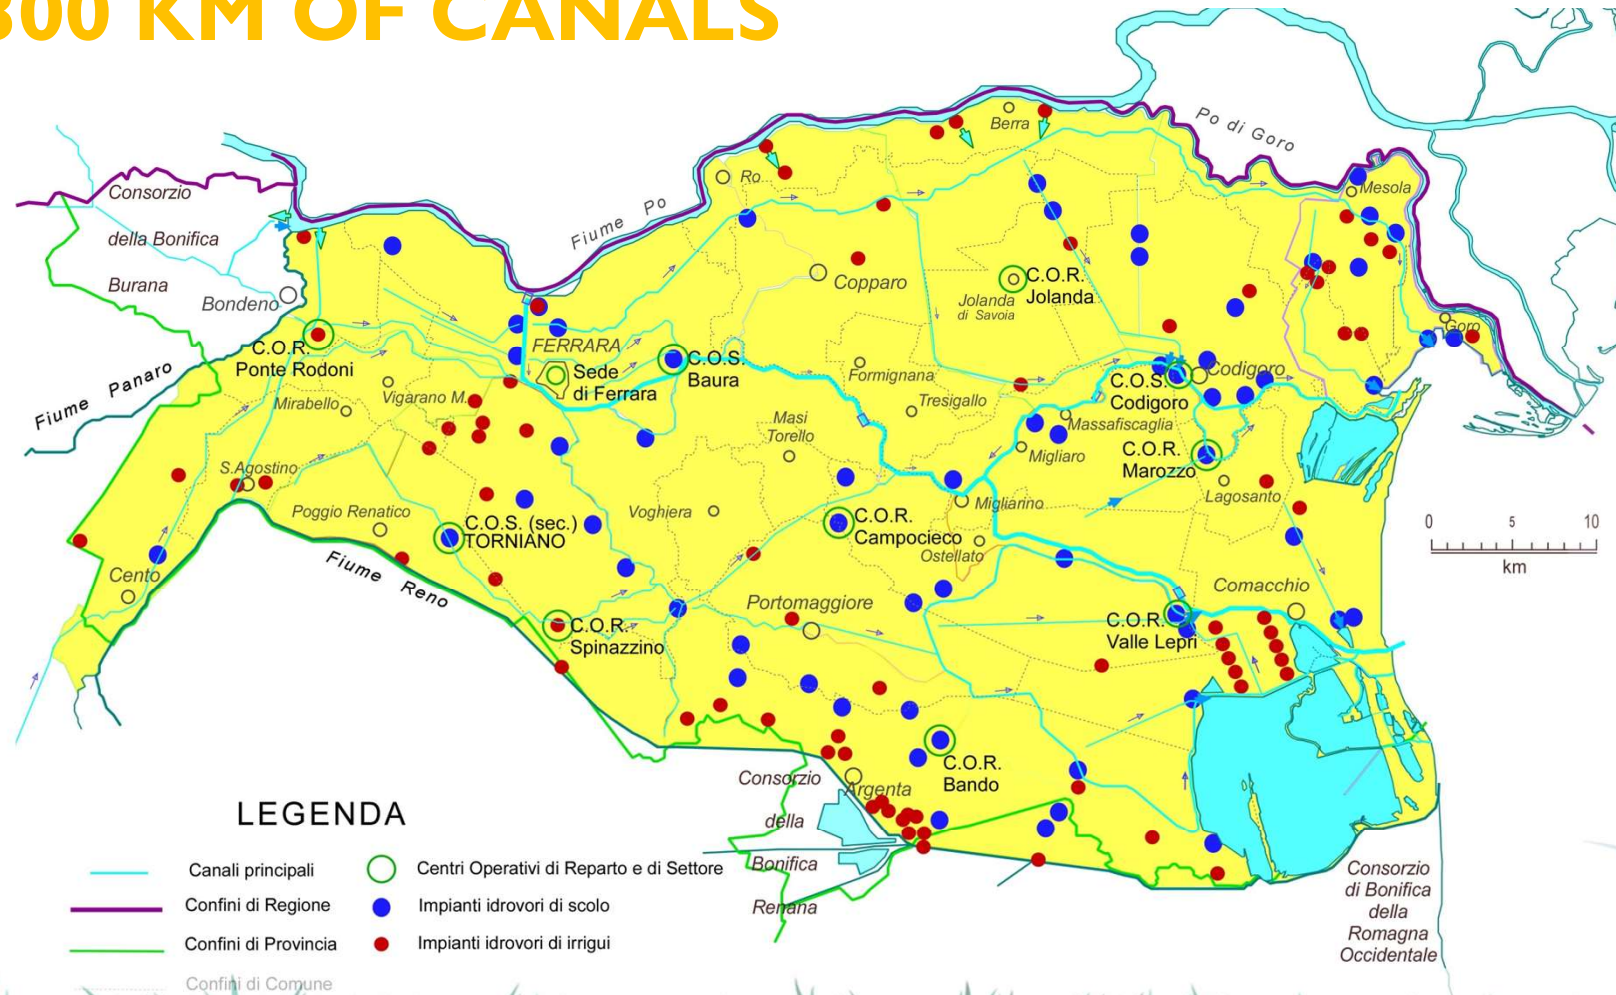 300 KM OF CANALS
Po di Goro
Berra
Consorzio
della Bonifica
Burana
Ro
Mesola
Fiume Po
Bondeno
Copparo
C.O.R.
Jolanda
Jolanda
di Savoia
Goro
C.O.R.
Ponte Rodoni
FERRARA
Sede
di Ferrara
C.O.S.
Baura
Formignana
Codigoro
C.O.S.
Codigoro
Fiume Panaro
Mirabello
Vigarano M.
Tresigallo
Masi
Torello
Massafiscaglia
Migliaro
C.O.R.
Marozzo
S.Agostino
Lagosanto
Poggio Renatico
Voghiera
Migliarino
C.O.S. (sec.)
TORNIANO
C.O.R.
Campocieco
Ostellato
0 5 10
km
Fiume Reno
Cento
Comacchio
Portomaggiore
C.O.R.
Valle Lepri
C.O.R.
Spinazzino
C.O.R.
Bando
Argenta
Consorzio
della
Bonifica
Renana
Consorzio
di Bonifica
della
Romagna
Occidentale
LEGENDA
Canali principali
Centri Operativi di Reparto e di Settore
Confini di Regione
Impianti idrovori di scolo
Confini di Provincia
Impianti idrovori di irrigui
Confini di Comune